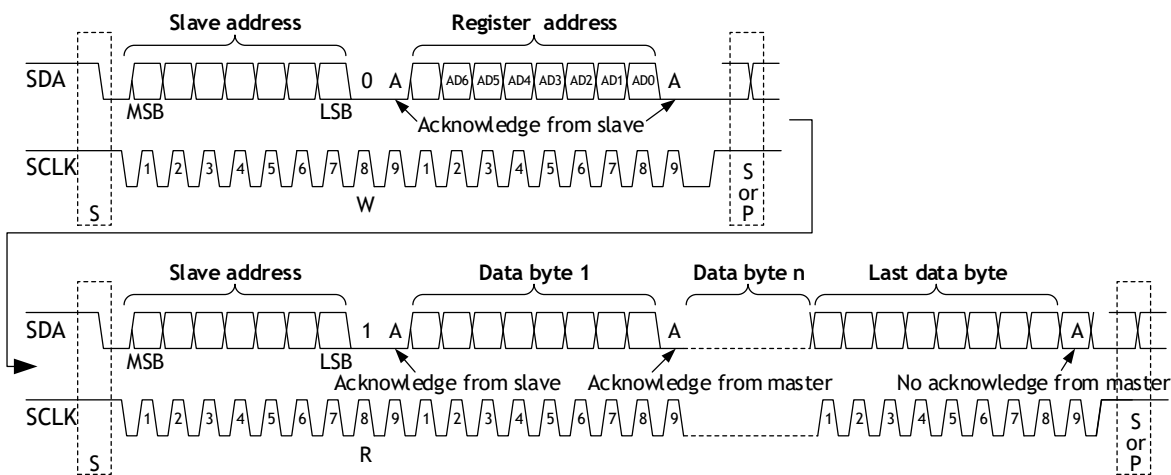 Slave address Register address
SDA 0 A AD6 AD5 AD4 AD3 AD2 AD1 AD0 A
MSB LSB Acknowledge from slave
SCLK 1 2 3 4 5 6 7 8 9 1 2 3 4 5 6 7 8 9 S
or
S W P
Slave address Data byte 1 Data byte n Last data byte
SDA 1 A A A
MSB LSB
Acknowledge from slave Acknowledge from master No acknowledge from master
SCLK 1 2 3 4 5 6 7 8 9 1 2 3 4 5 6 7 8 9 1 2 3 4 5 6 7 8 9 S
or
S R P